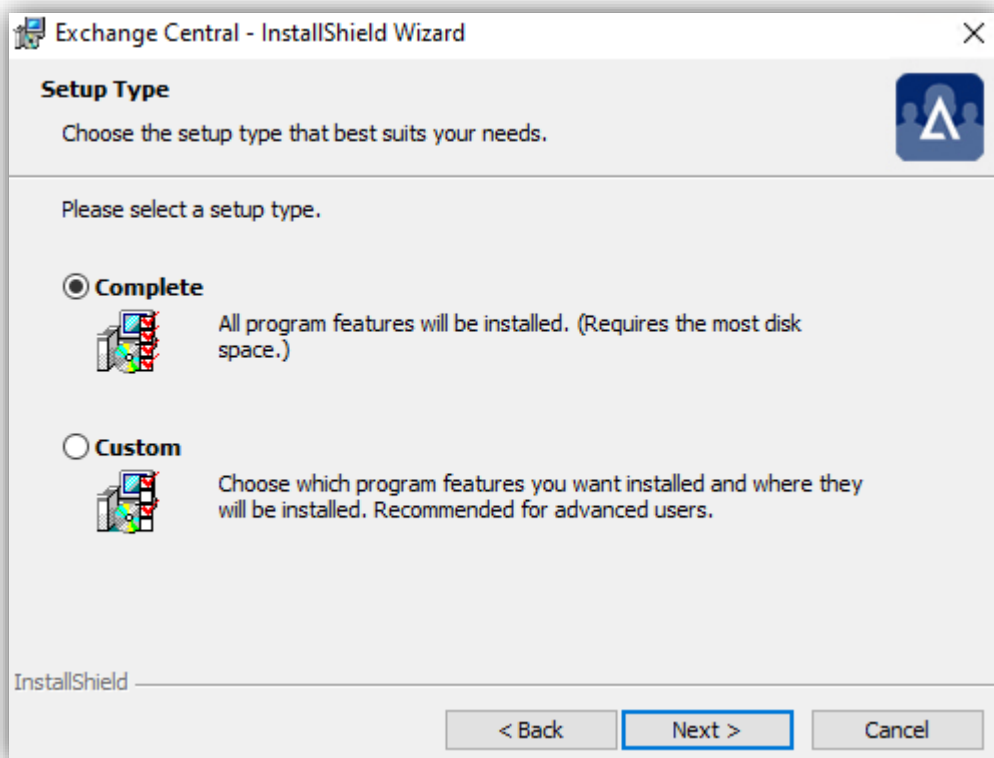 Exchange Central - InstallShield Wizard
Setup Type
Choose the setup type that best suits your needs.
Please select a setup type.
Complete
All program features will be installed. (Requires the most disk
space.)
Custom
Choose which program features you want installed and where they
will be installed. Recommended for advanced users.
InstallShield
< Back
Next >
Cancel